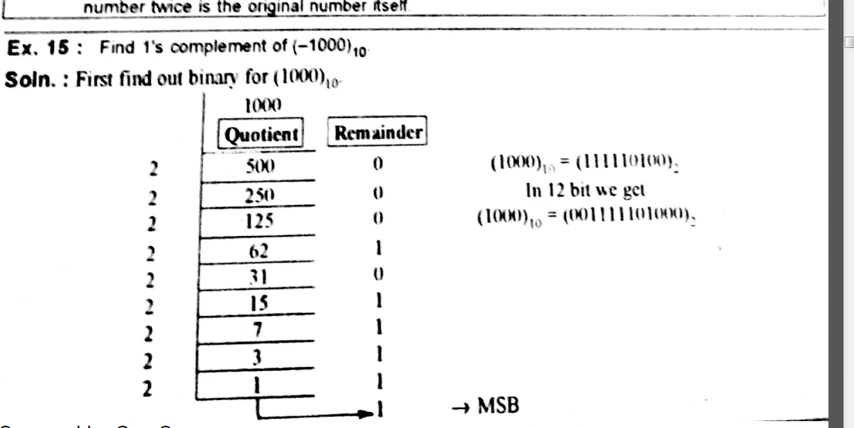 number twice is the original number itself
Ex. 15 : Find 1's complement of (−1000)₁₀.
Soln. : First find out binary for (1000)₁₀.
1000
Quotient Remainder
2 500 0 (1000)₁₀ = (111110100)₂
2 250 0 In 12 bit we get
2 125 0 (1000)₁₀ = (001111101000)₂
2 62 1
2 31 0
2 15 1
2 7 1
2 3 1
2 1 1
1 → MSB